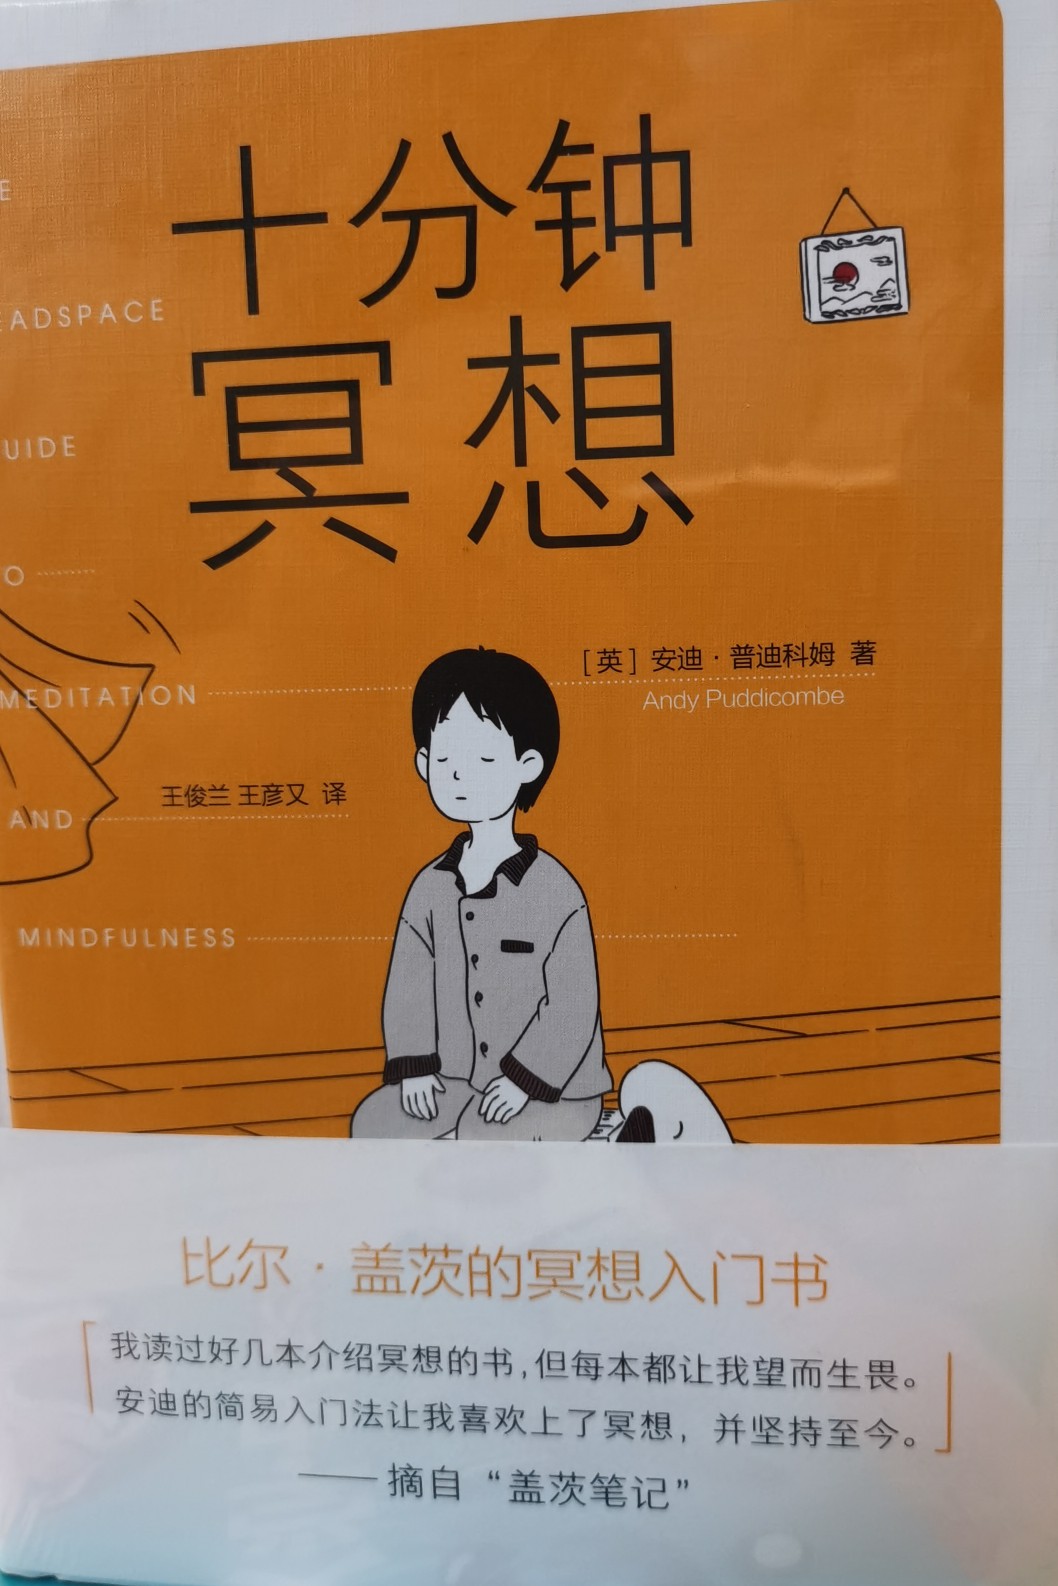 十分钟
冥想
E
EADSPACE
UIDE
O
MEDITATION
AND
MINDFULNESS
[英] 安迪·普迪科姆 著
Andy Puddicombe
王俊兰 王彦又 译
比尔·盖茨的冥想入门书
「我读过好几本介绍冥想的书,但每本都让我望而生畏。
安迪的简易入门法让我喜欢上了冥想，并坚持至今。」
——摘自“盖茨笔记”